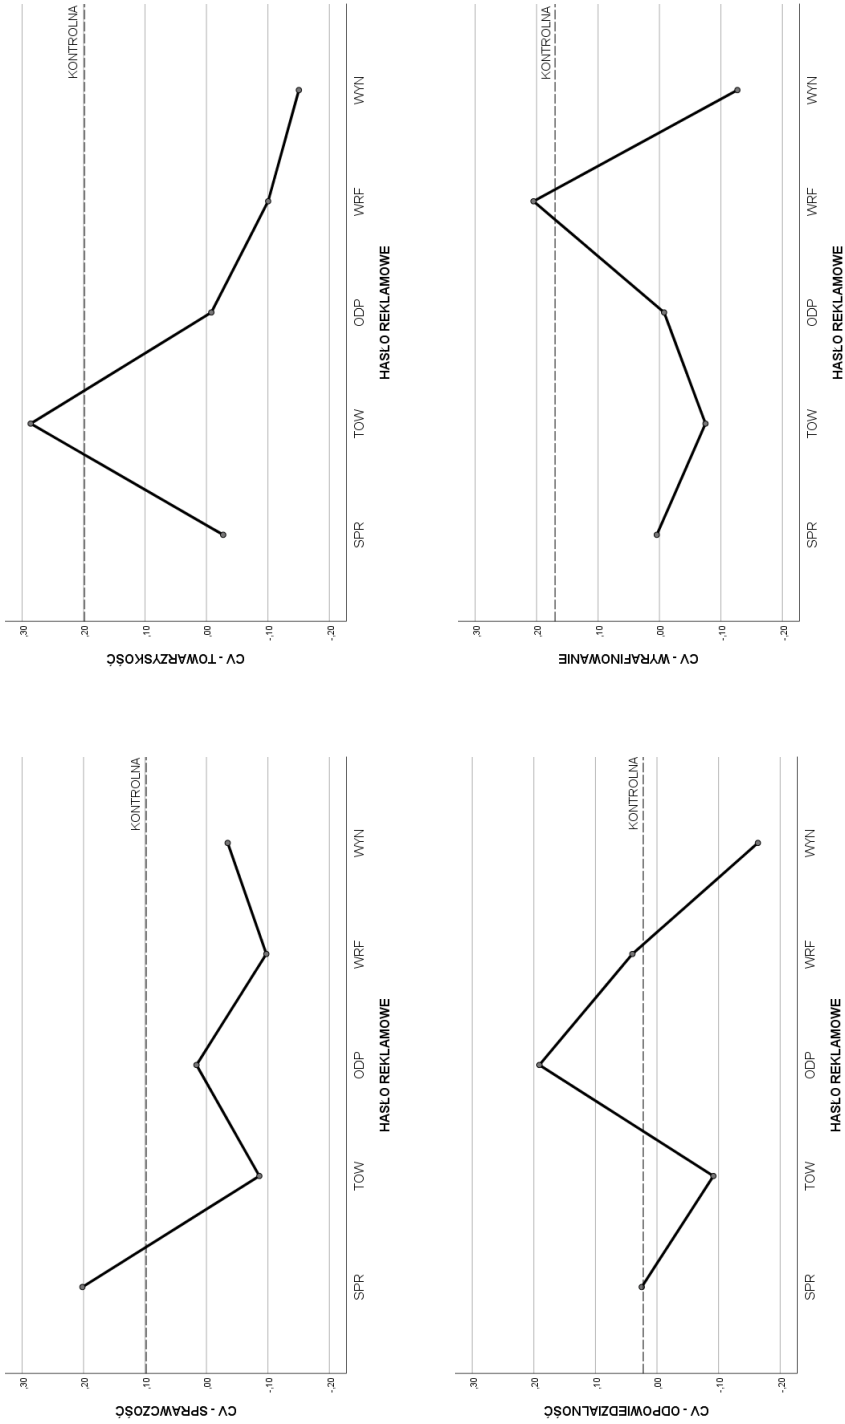 CV - SPRAWCZOŚĆ
,30
,20
,10
,00
-,10
-,20
KONTROLNA
SPR TOW ODP WRF WYN
HASŁO REKLAMOWE
CV - TOWARZYSKOŚĆ
,30
,20
,10
,00
-,10
-,20
KONTROLNA
SPR TOW ODP WRF WYN
HASŁO REKLAMOWE
CV - ODPOWIEDZIALNOŚĆ
,30
,20
,10
,00
-,10
-,20
KONTROLNA
SPR TOW ODP WRF WYN
HASŁO REKLAMOWE
CV - WYRAFINOWANIE
,30
,20
,10
,00
-,10
-,20
KONTROLNA
SPR TOW ODP WRF WYN
HASŁO REKLAMOWE